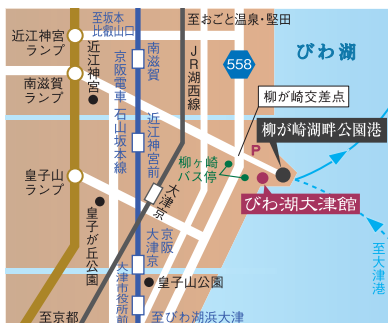 至坂本
比叡山口
至おごと温泉・堅田
近江神宮
ランプ
近江神宮
南滋賀
京阪電車 石山坂本線
JR湖西線
558
びわ湖
南滋賀
ランプ
柳が崎交差点
近江神宮前
柳が崎湖畔公園港
P
柳ヶ崎
バス停
皇子山
ランプ
大津京
びわ湖大津館
皇子が丘公園
京阪
大津京
至大津港
皇子山公園
大津市役所前
至京都
至びわ湖浜大津